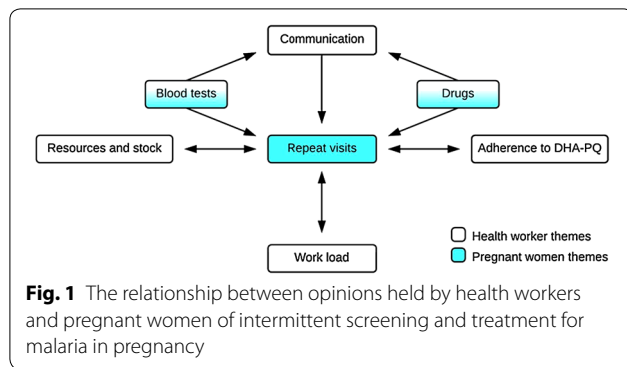 Communication
Blood tests
Drugs
Resources and stock
Repeat visits
Adherence to DHA-PQ
Work load
Health worker themes
Pregnant women themes
Fig. 1 The relationship between opinions held by health workers
and pregnant women of intermittent screening and treatment for
malaria in pregnancy